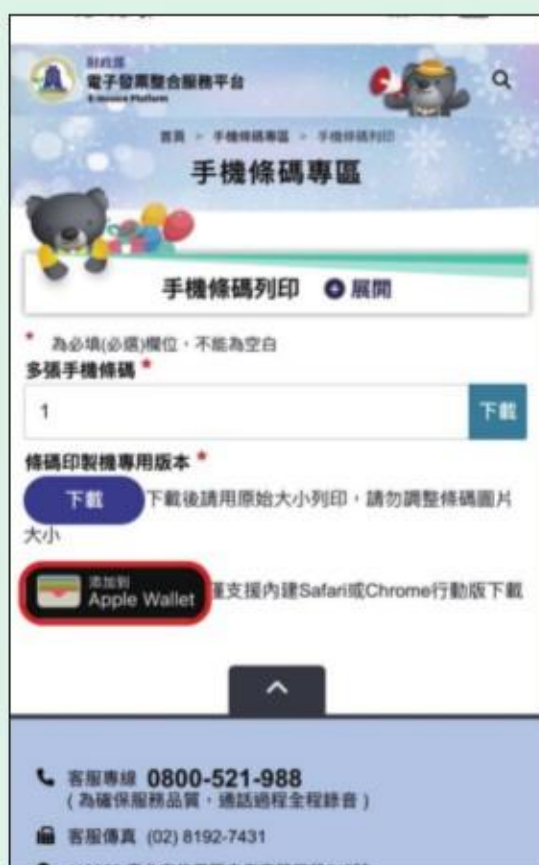 財政部
電子發票整合服務平台
E-Invoice Platform
首頁 > 手機條碼專區 > 手機條碼列印
手機條碼專區
手機條碼列印 展開
* 為必填(必選)欄位，不能為空白
多張手機條碼 *
1
下載
條碼印製機專用版本 *
下載 下載後請用原始大小列印，請勿調整條碼圖片
大小
添加到
Apple Wallet
僅支援內建Safari或Chrome行動版下載
客服專線 0800-521-988
(為確保服務品質，通話過程全程錄音)
客服傳真 (02) 8192-7431